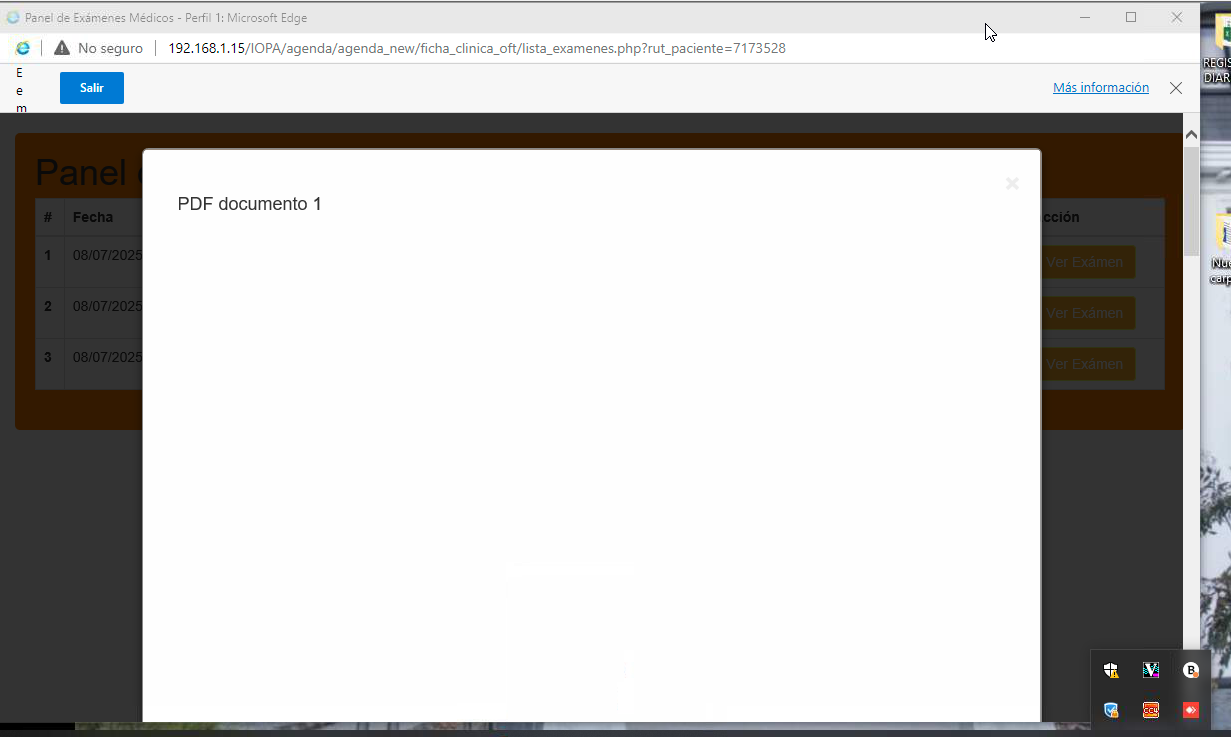 Panel de Exámenes Médicos - Perfil 1: Microsoft Edge
No seguro 192.168.1.15/IOPA/agenda/agenda_new/ficha_clinica_oft/lista_examenes.php?rut_paciente=7173528
E
e
m
Salir
Más información
Panel
PDF documento 1
# Fecha cción
1 08/07/2025 Ver Exámen
2 08/07/2025 Ver Exámen
3 08/07/2025 Ver Exámen
REGIS
DIAR
Nue
carp
V
B
CCV